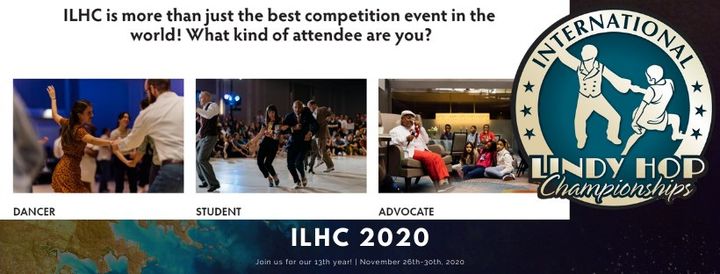 ILHC is more than just the best competition event in the
world! What kind of attendee are you?
INTERNATIONAL
LINDY HOP
Championships
DANCER
STUDENT
ADVOCATE
ILHC 2020
Join us for our 13th year! | November 26th-30th, 2020